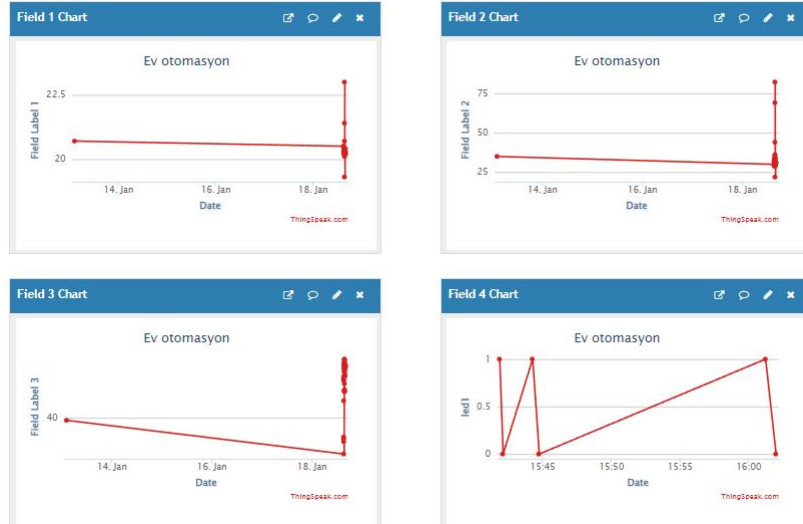 Field 1 Chart
Ev otomasyon
Field Label 1
22.5
20
14. Jan 16. Jan 18. Jan
Date
ThingSpeak.com
Field 2 Chart
Ev otomasyon
Field Label 2
75
50
25
14. Jan 16. Jan 18. Jan
Date
ThingSpeak.com
Field 3 Chart
Ev otomasyon
Field Label 3
40
14. Jan 16. Jan 18. Jan
Date
ThingSpeak.com
Field 4 Chart
Ev otomasyon
led1
1
0.5
0
15:45 15:50 15:55 16:00
Date
ThingSpeak.com